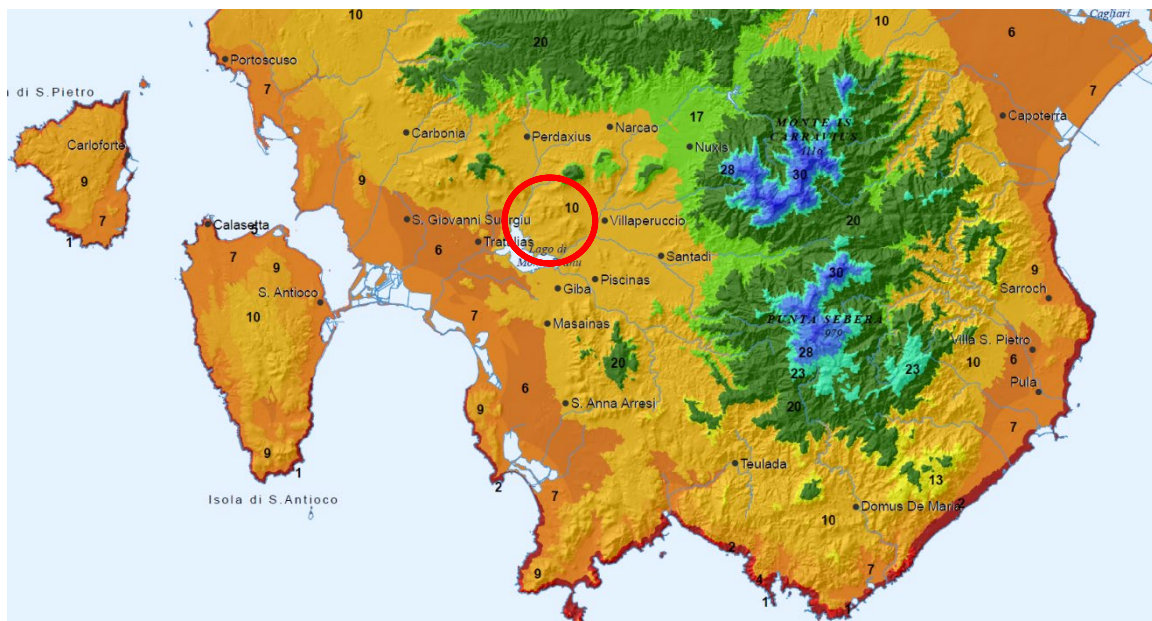 10
10
Cagliari
6
20
Portoscuso
7
7
a di S.Pietro
Capoterra
17
MONTE IS
CARRAVIUS
1116
Carbonia
Perdaxius
Narcao
Carloforte
Nuxis
28
30
9
9
7
1
10
S. Giovanni Suergiu
Villaperuccio
20
Calasetta
5
7
9
6
Tratalias
Lago di
Santadi
9
30
Piscinas
Giba
Sarroch
S. Antioco
10
7
Masainas
PUNTA SEBERA
979
Villa S. Pietro
28
20
10
6
23
23
Pula
6
9
S. Anna Arresi
20
7
9
1
2
Teulada
13
Isola di S.Antioco
7
2
Domus De Maria
10
2
9
4
7
1
1